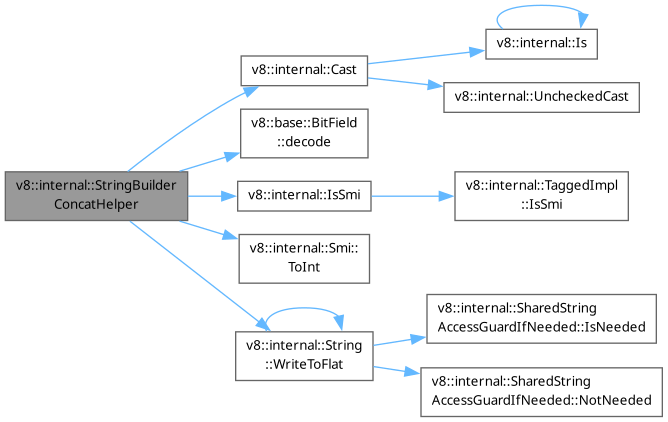 v8::internal::StringBuilder
ConcatHelper
v8::internal::Cast
v8::internal::Is
v8::internal::UncheckedCast
v8::base::BitField
::decode
v8::internal::IsSmi
v8::internal::TaggedImpl
::IsSmi
v8::internal::Smi::
ToInt
v8::internal::String
::WriteToFlat
v8::internal::SharedString
AccessGuardIfNeeded::IsNeeded
v8::internal::SharedString
AccessGuardIfNeeded::NotNeeded